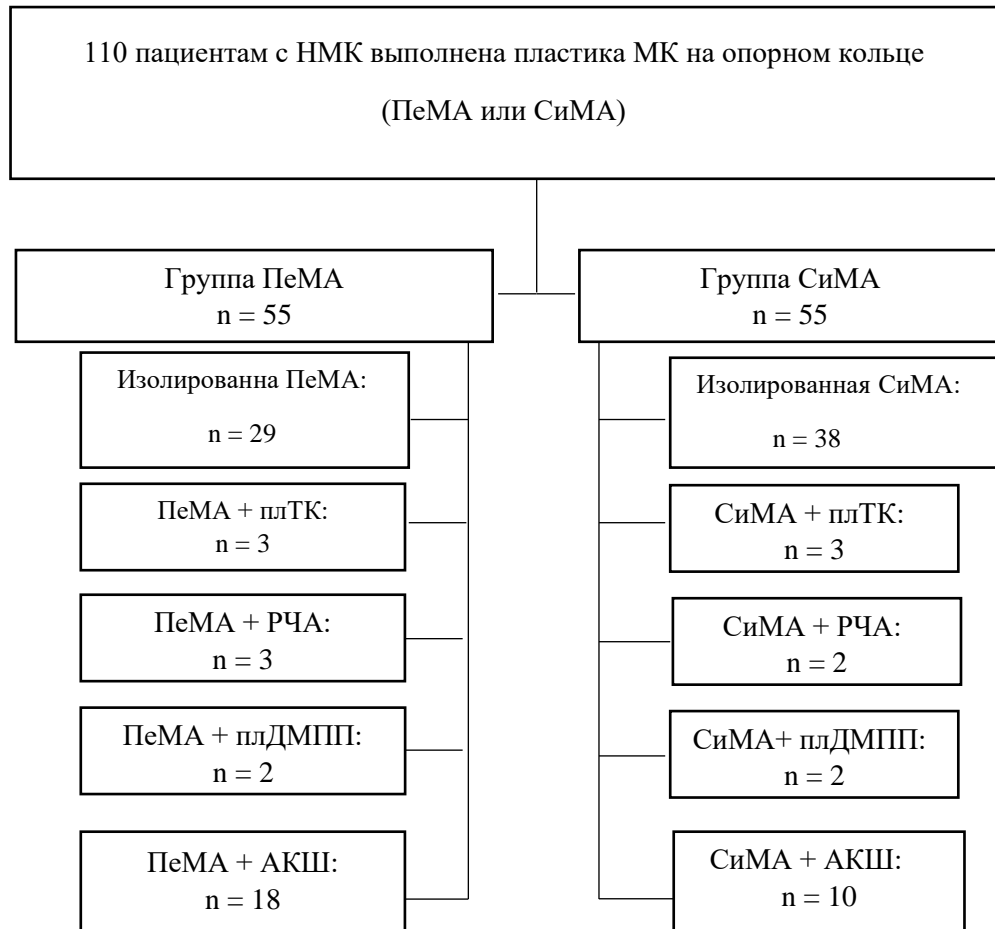 110 пациентам с НМК выполнена пластика МК на опорном кольце
(ПеМА или СиМА)
Группа ПеМА
n = 55
Группа СиМА
n = 55
Изолированна ПеМА:
n = 29
Изолированная СиМА:
n = 38
ПеМА + плТК:
n = 3
СиМА + плТК:
n = 3
ПеМА + РЧА:
n = 3
СиМА + РЧА:
n = 2
ПеМА + плДМПП:
n = 2
СиМА+ плДМПП:
n = 2
ПеМА + АКШ:
n = 18
СиМА + АКШ:
n = 10